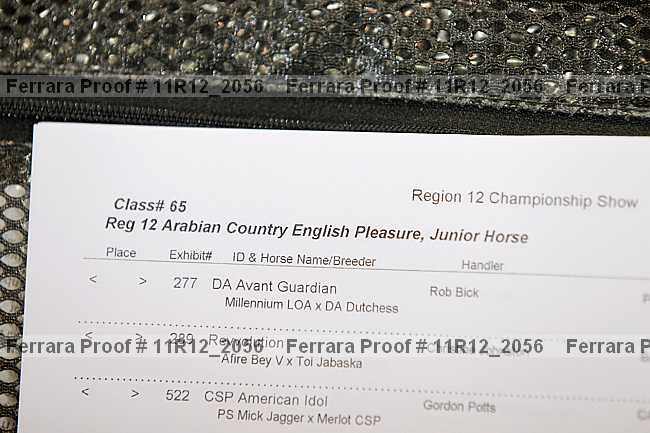 Ferrara Proof # 11R12_2056 Ferrara Proof # 11R12_2056 Ferrara
Region 12 Championship Show
Class# 65
Reg 12 Arabian Country English Pleasure, Junior Horse
Place Exhibit# ID & Horse Name/Breeder Handler
< > 277 DA Avant Guardian Rob Bick
Millennium LOA x DA Dutchess
< > 289 Revvolution
Ferrara Proof # 11R12_2056 Ferrara Proof # 11R12_2056 Ferrara
Afire Bey V x Toi Jabaska
< > 522 CSP American Idol Gordon Potts
PS Mick Jagger x Merlot CSP